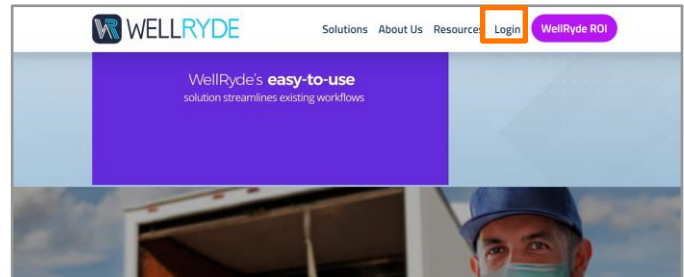 WELLRYDE
Solutions About Us Resources Login WellRyde ROI
WellRyde's easy-to-use
solution streamlines existing workflows